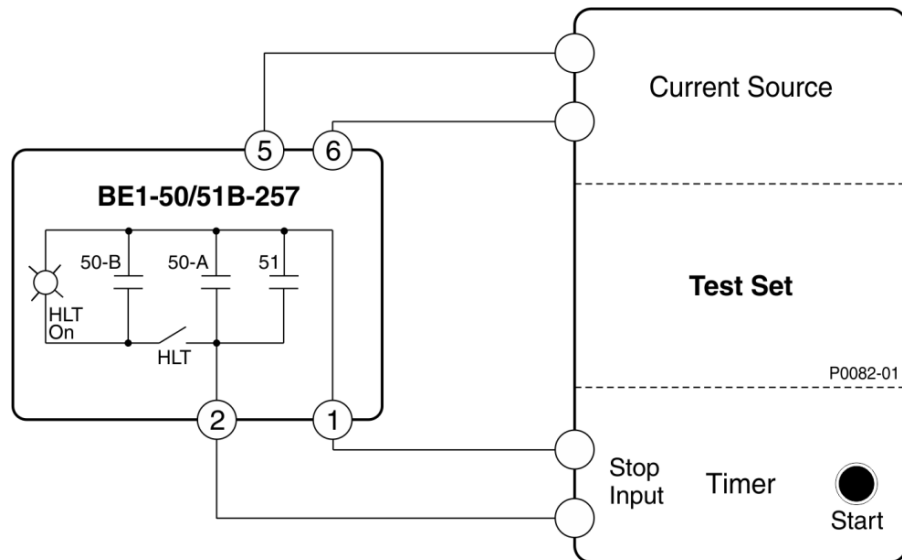 Current Source
5
6
BE1-50/51B-257
50-B
50-A
51
HLT
On
HLT
Test Set
P0082-01
2
1
Stop
Input
Timer
Start